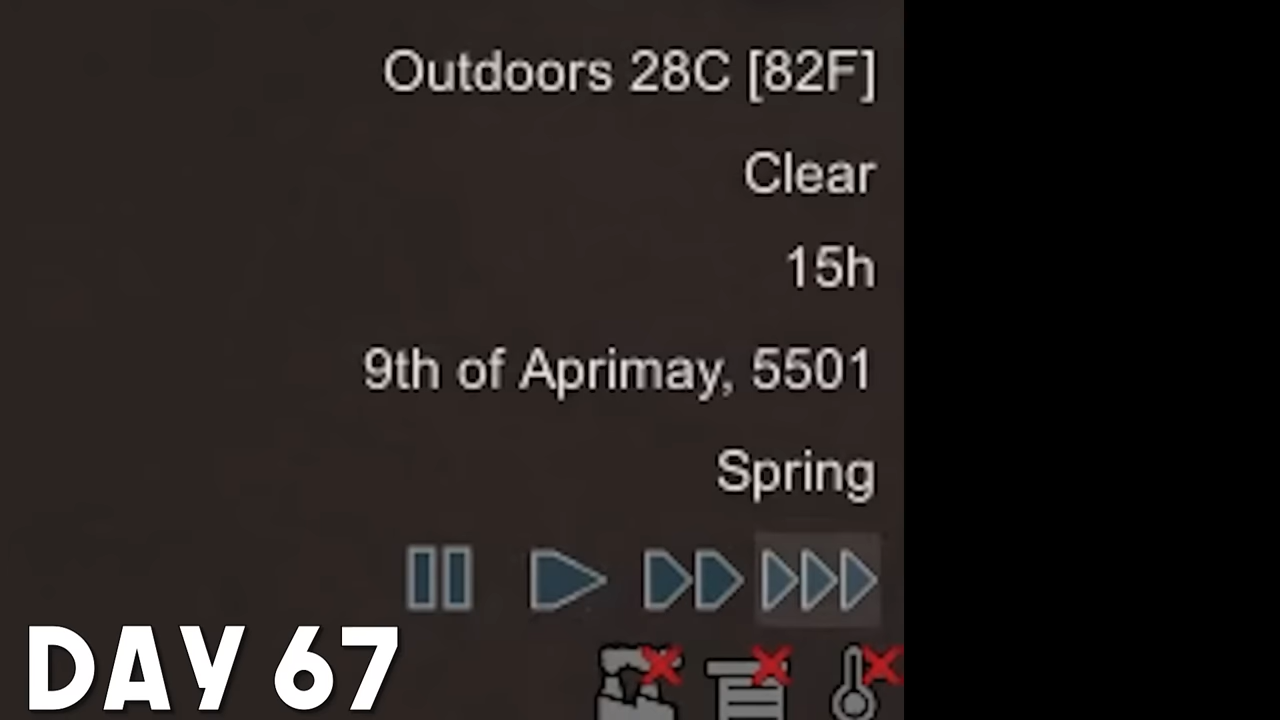 Outdoors 28C [82F]
Clear
15h
9th of Aprimay, 5501
Spring
DAY 67